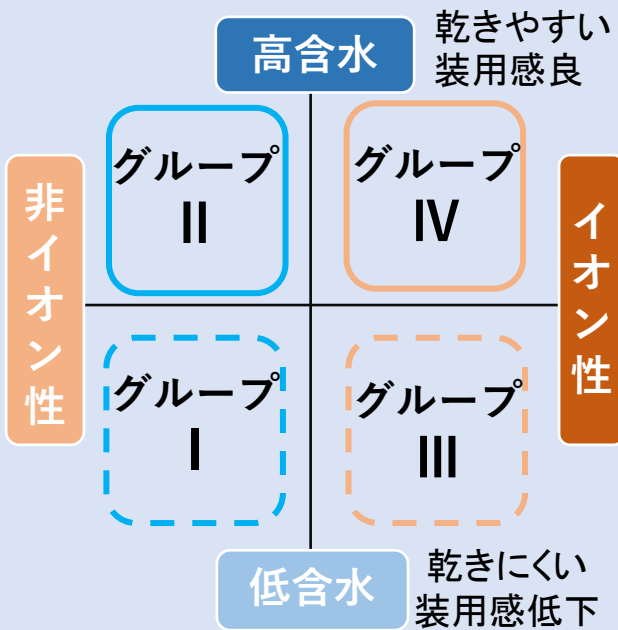 高含水
乾きやすい
装用感良
グループ
II
グループ
IV
非イオン性
イオン性
グループ
I
グループ
III
低含水
乾きにくい
装用感低下